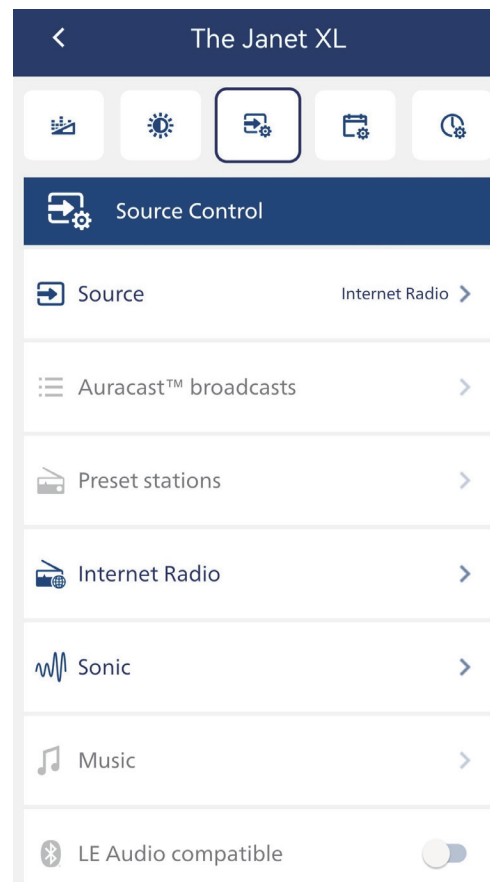 The Janet XL
Source Control
Source Internet Radio
Auracast™ broadcasts
Preset stations
Internet Radio
Sonic
Music
LE Audio compatible